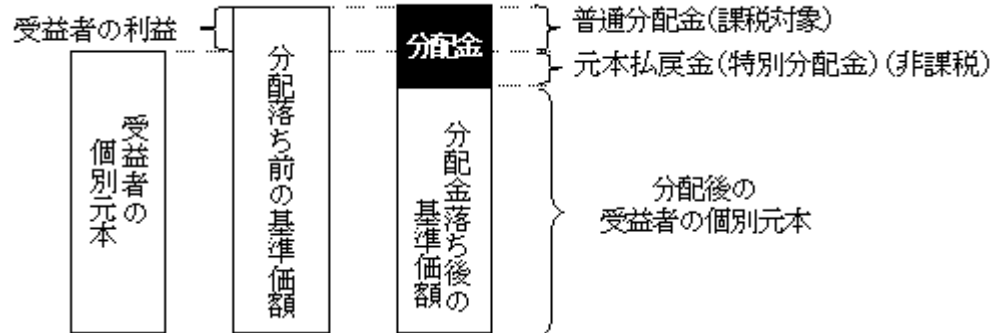 受益者の利益
分配金
普通分配金(課税対象)
元本払戻金(特別分配金)(非課税)
受益者の
個別元本
分配落ち前の基準価額
分配金落ち後の
基準価額
分配後の
受益者の個別元本